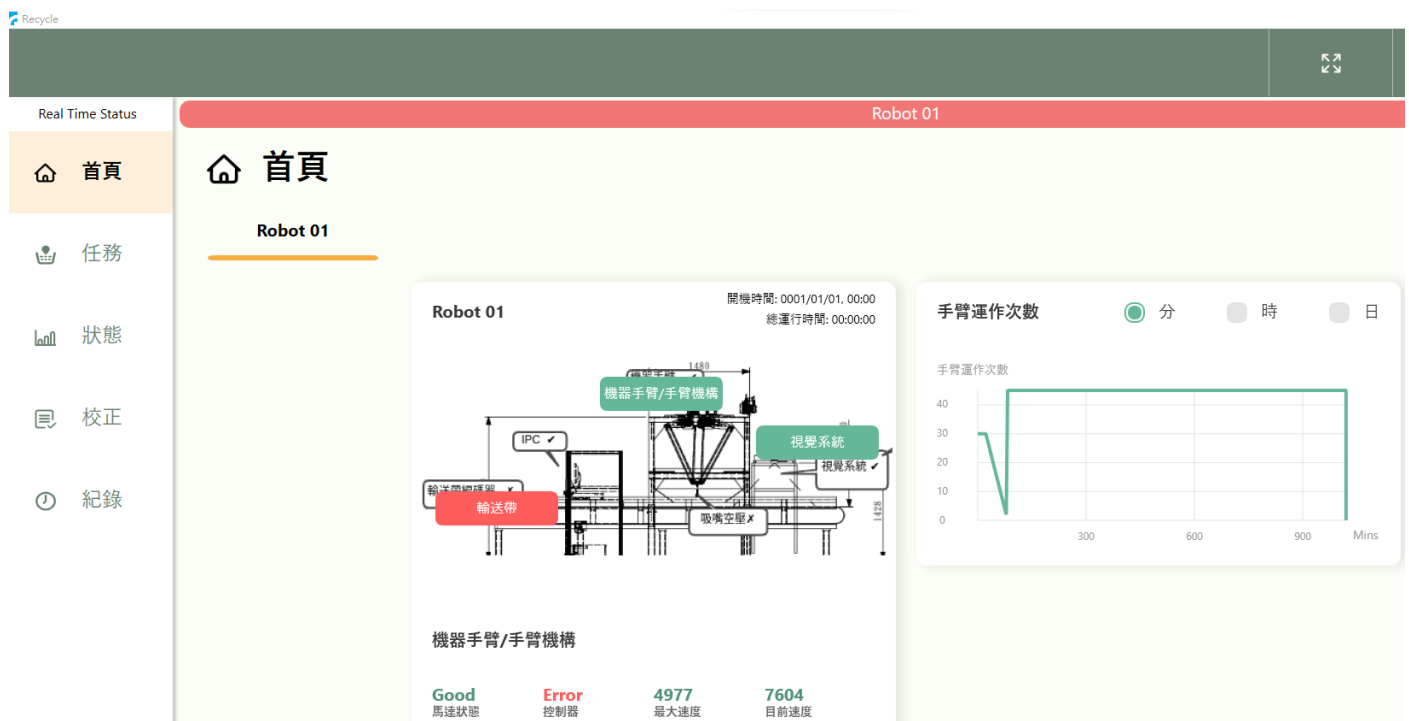 Recycle
Real Time Status
Robot 01
首頁
任務
狀態
校正
紀錄
首頁
Robot 01
Robot 01
開機時間: 0001/01/01, 00:00
總運行時間: 00:00:00
1480
機器手臂/手臂機構
IPC ✔
視覺系統
視覺系統 ✔
輸送帶
吸嘴空壓✗
1428
機器手臂/手臂機構
Good
Error
4977
7604
馬達狀態
控制器
最大速度
目前速度
手臂運作次數
分
時
日
手臂運作次數
40
30
20
10
0
300
600
900
Mins